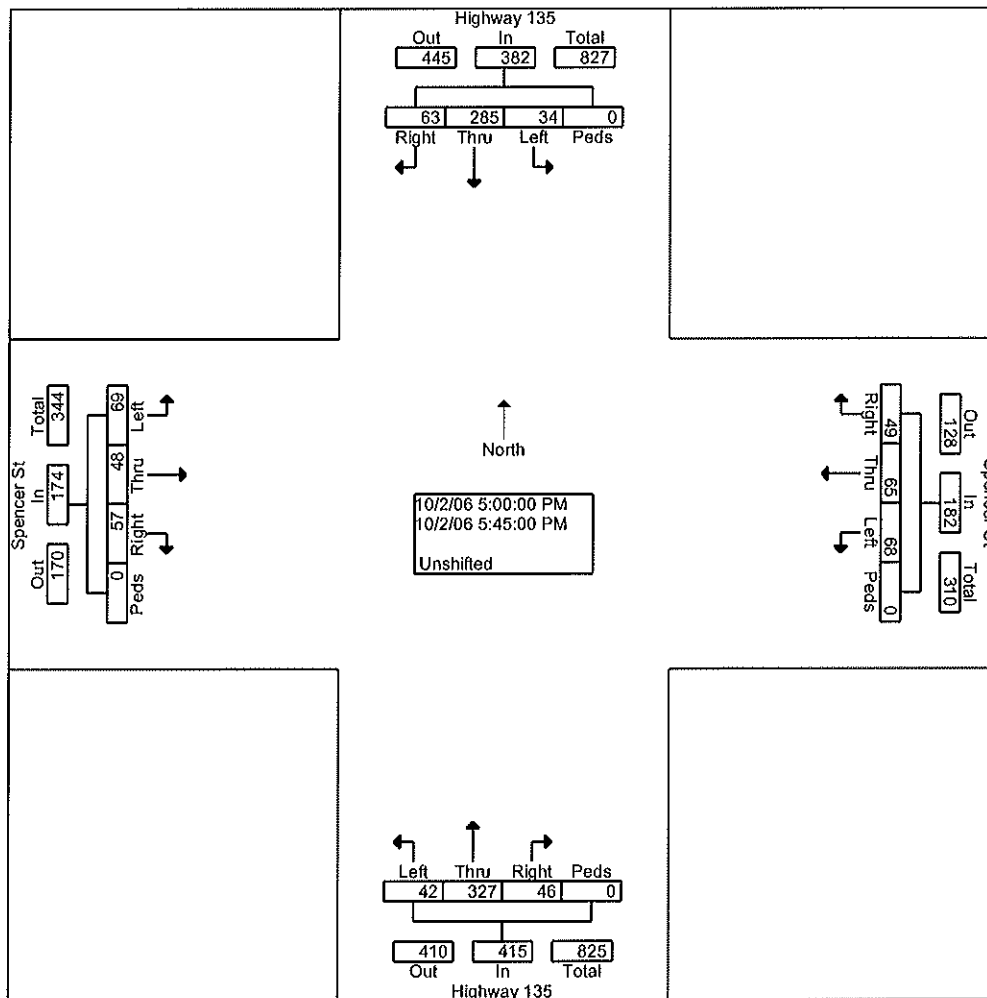 Highway 135
Out In Total
445 382 827
63 285 34 0
Right Thru Left Peds
North
10/2/06 5:00:00 PM
10/2/06 5:45:00 PM
Unshifted
Spencer St
Total In Out
344 174 170
69 48 57 0
Left Thru Right Peds
Right Thru Left Peds
49 65 68 0
Out In Total
128 182 310
Left Thru Right Peds
42 327 46 0
410 415 825
Out In Total
Highway 135